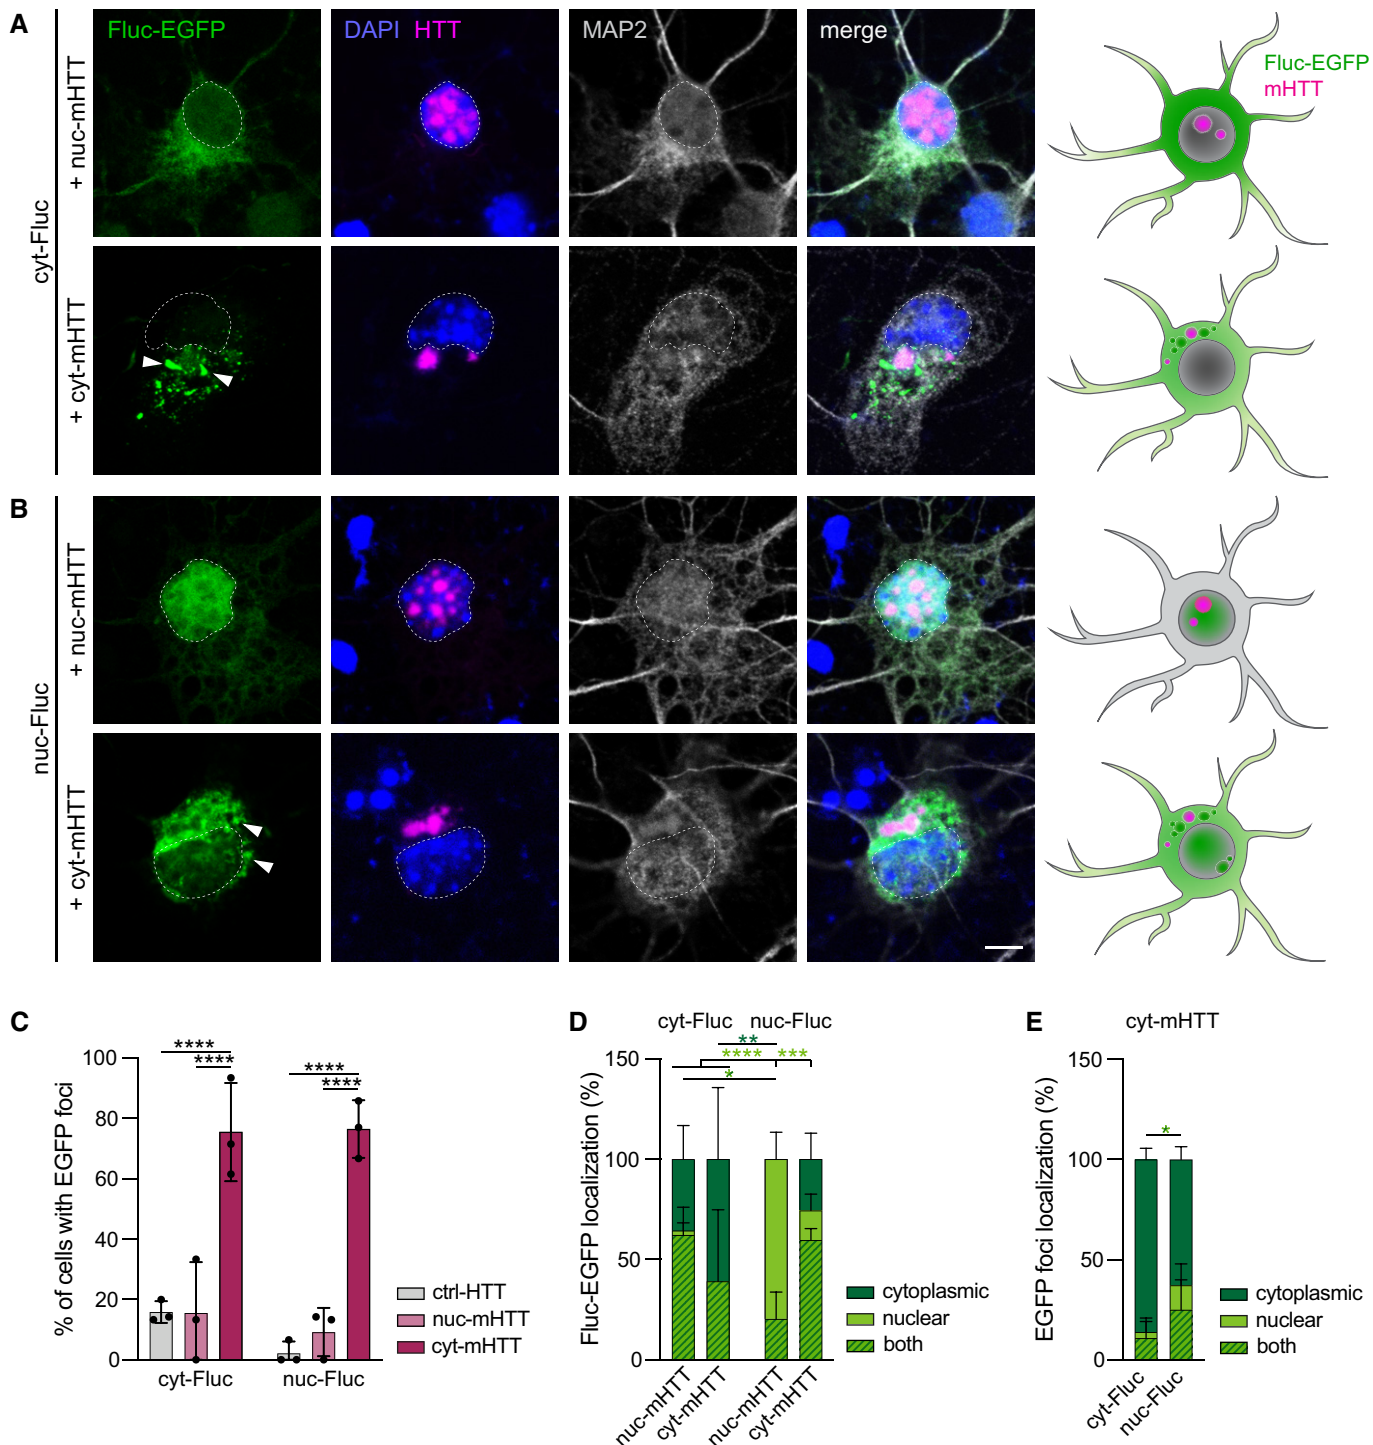 A
Fluc-EGFP
DAPI HTT
MAP2
merge
Fluc-EGFP
mHTT
cyt-Fluc
+ nuc-mHTT
+ cyt-mHTT
B
nuc-Fluc
+ nuc-mHTT
+ cyt-mHTT
C
% of cells with EGFP foci
100
80
60
40
20
0
****
****
****
****
cyt-Fluc
nuc-Fluc
ctrl-HTT
nuc-mHTT
cyt-mHTT
D
cyt-Fluc nuc-Fluc
**
**** ***
*
Fluc-EGFP localization (%)
150
100
50
0
nuc-mHTT
cyt-mHTT
nuc-mHTT
cyt-mHTT
cytoplasmic
nuclear
both
E
cyt-mHTT
*
EGFP foci localization (%)
150
100
50
0
cyt-Fluc
nuc-Fluc
cytoplasmic
nuclear
both